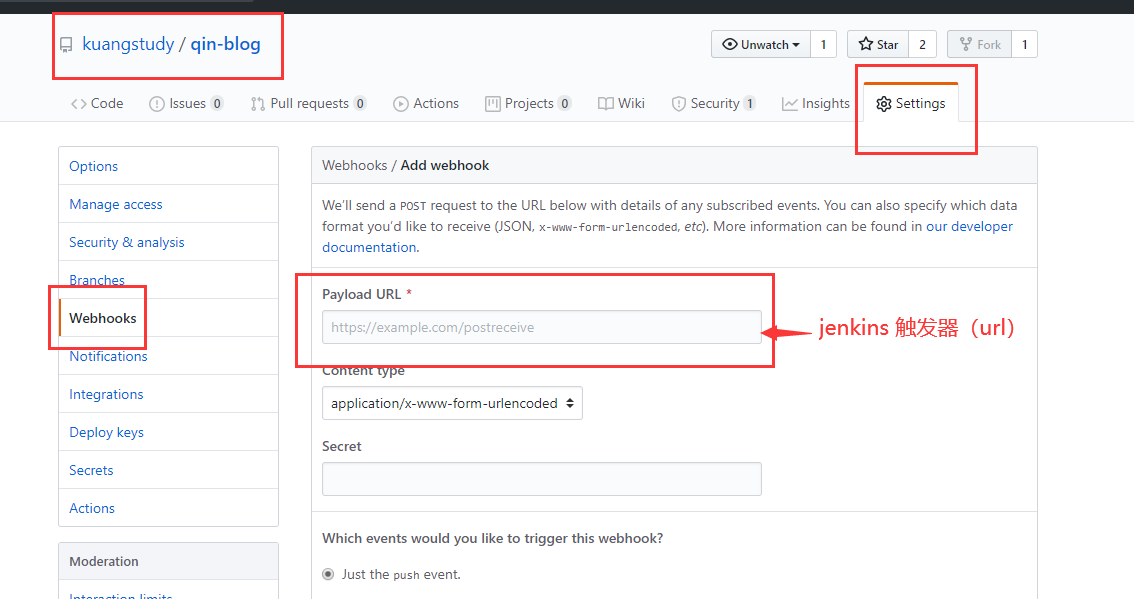 kuangstudy / qin-blog
Unwatch 1 Star 2 Fork 1
Code Issues 0 Pull requests 0 Actions Projects 0 Wiki Security 1 Insights Settings
Options
Manage access
Security & analysis
Branches
Webhooks
Notifications
Integrations
Deploy keys
Secrets
Actions
Moderation
Interaction limits
Webhooks / Add webhook
We’ll send a POST request to the URL below with details of any subscribed events. You can also specify which data
format you’d like to receive (JSON, x-www-form-urlencoded, etc). More information can be found in our developer
documentation.
Payload URL *
https://example.com/postreceive
jenkins 触发器（url）
Content type
application/x-www-form-urlencoded
Secret
Which events would you like to trigger this webhook?
Just the push event.